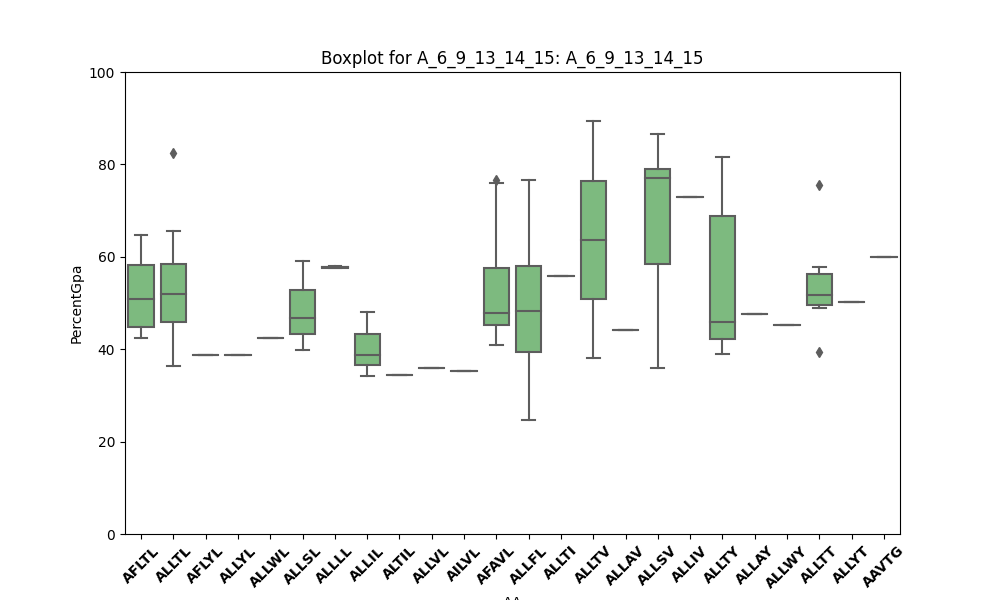 Boxplot for A_6_9_13_14_15: A_6_9_13_14_15
100
80
60
40
20
0
PercentGpa
AFLTL
ALLTL
AFLYL
ALLYL
ALLWL
ALLSL
ALLLL
ALLIL
ALTIL
ALLVL
AILVL
AFAVL
ALLFL
ALLTI
ALLTV
ALLAV
ALLSV
ALLIV
ALLTY
ALLAY
ALLWY
ALLTT
ALLYT
AAVTG
AA